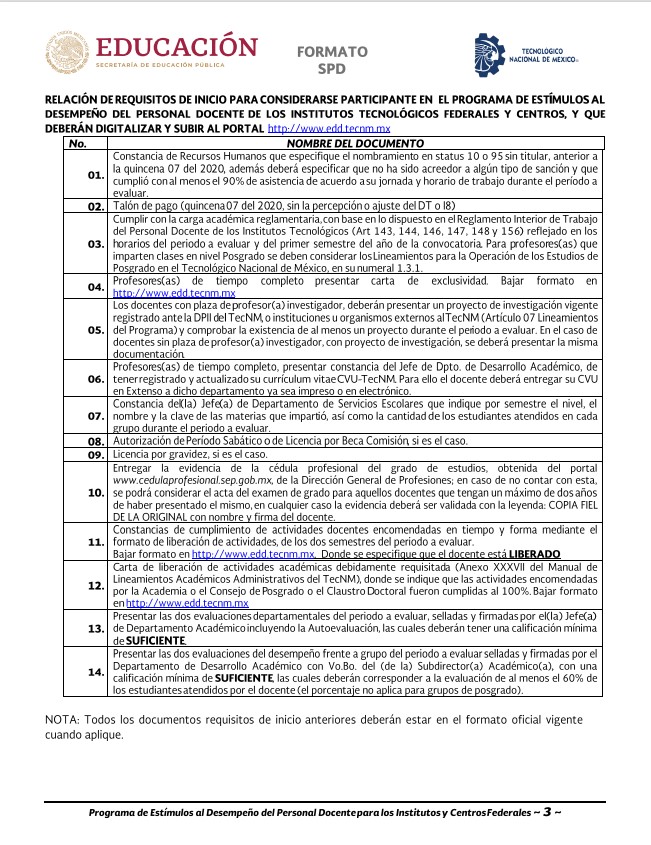 EDUCACIÓN
SECRETARÍA DE EDUCACIÓN PÚBLICA
FORMATO
SPD
TECNOLÓGICO
NACIONAL DE MÉXICO
RELACIÓN DE REQUISITOS DE INICIO PARA CONSIDERARSE PARTICIPANTE EN EL PROGRAMA DE ESTÍMULOS AL
DESEMPEÑO DEL PERSONAL DOCENTE DE LOS INSTITUTOS TECNOLÓGICOS FEDERALES Y CENTROS, Y QUE
DEBERÁN DIGITALIZAR Y SUBIR AL PORTAL http://www.edd.tecnm.mx
No. NOMBRE DEL DOCUMENTO
01. Constancia de Recursos Humanos que especifique el nombramiento en status 10 o 95 sin titular, anterior a
la quincena 07 del 2020, además deberá especificar que no ha sido acreedor a algún tipo de sanción y que
cumplió con al menos el 90% de asistencia de acuerdo a su jornada y horario de trabajo durante el período a
evaluar.
02. Talón de pago (quincena 07 del 2020, sin la percepción o ajuste del DT o I8)
03. Cumplir con la carga académica reglamentaria, con base en lo dispuesto en el Reglamento Interior de Trabajo
del Personal Docente de los Institutos Tecnológicos (Art 143, 144, 146, 147, 148 y 156) reflejado en los
horarios del periodo a evaluar y del primer semestre del año de la convocatoria. Para profesores(as) que
imparten clases en nivel Posgrado se deben considerar los Lineamientos para la Operación de los Estudios de
Posgrado en el Tecnológico Nacional de México, en su numeral 1.3.1.
04. Profesores(as) de tiempo completo presentar carta de exclusividad. Bajar formato en
http://www.edd.tecnm.mx
05. Los docentes con plaza de profesor(a) investigador, deberán presentar un proyecto de investigación vigente
registrado ante la DPII del TecNM, o instituciones u organismos externos al TecNM (Artículo 07 Lineamientos
del Programa) y comprobar la existencia de al menos un proyecto durante el periodo a evaluar. En el caso de
docentes sin plaza de profesor(a) investigador, con proyecto de investigación, se deberá presentar la misma
documentación.
06. Profesores(as) de tiempo completo, presentar constancia del Jefe de Dpto. de Desarrollo Académico, de
tener registrado y actualizado su currículum vitae CVU-TecNM. Para ello el docente deberá entregar su CVU
en Extenso a dicho departamento ya sea impreso o en electrónico.
07. Constancia del(la) Jefe(a) de Departamento de Servicios Escolares que indique por semestre el nivel, el
nombre y la clave de las materias que impartió, así como la cantidad de los estudiantes atendidos en cada
grupo durante el periodo a evaluar.
08. Autorización de Período Sabático o de Licencia por Beca Comisión, si es el caso.
09. Licencia por gravidez, si es el caso.
10. Entregar la evidencia de la cédula profesional del grado de estudios, obtenida del portal
www.cedulaprofesional.sep.gob.mx, de la Dirección General de Profesiones; en caso de no contar con esta,
se podrá considerar el acta del examen de grado para aquellos docentes que tengan un máximo de dos años
de haber presentado el mismo, en cualquier caso la evidencia deberá ser validada con la leyenda: COPIA FIEL
DE LA ORIGINAL con nombre y firma del docente.
11. Constancias de cumplimiento de actividades docentes encomendadas en tiempo y forma mediante el
formato de liberación de actividades, de los dos semestres del periodo a evaluar.
Bajar formato en http://www.edd.tecnm.mx. Donde se especifique que el docente está LIBERADO
12. Carta de liberación de actividades académicas debidamente requisitada (Anexo XXXVII del Manual de
Lineamientos Académicos Administrativos del TecNM), donde se indique que las actividades encomendadas
por la Academia o el Consejo de Posgrado o el Claustro Doctoral fueron cumplidas al 100%. Bajar formato
en http://www.edd.tecnm.mx
13. Presentar las dos evaluaciones departamentales del periodo a evaluar, selladas y firmadas por el(la) Jefe(a)
de Departamento Académico incluyendo la Autoevaluación, las cuales deberán tener una calificación mínima
de SUFICIENTE.
14. Presentar las dos evaluaciones del desempeño frente a grupo del periodo a evaluar selladas y firmadas por el
Departamento de Desarrollo Académico con Vo.Bo. del (de la) Subdirector(a) Académico(a), con una
calificación mínima de SUFICIENTE, las cuales deberán corresponder a la evaluación de al menos el 60% de
los estudiantes atendidos por el docente (el porcentaje no aplica para grupos de posgrado).
NOTA: Todos los documentos requisitos de inicio anteriores deberán estar en el formato oficial vigente
cuando aplique.
Programa de Estímulos al Desempeño del Personal Docente para los Institutos y Centros Federales ~ 3 ~